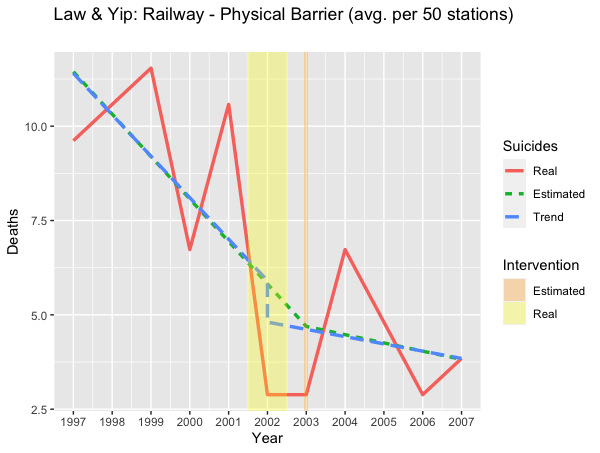 Law & Yip: Railway - Physical Barrier (avg. per 50 stations)
Deaths
10.0
7.5
5.0
2.5
1997 1998 1999 2000 2001 2002 2003 2004 2005 2006 2007
Year
Suicides
Real
Estimated
Trend
Intervention
Estimated
Real